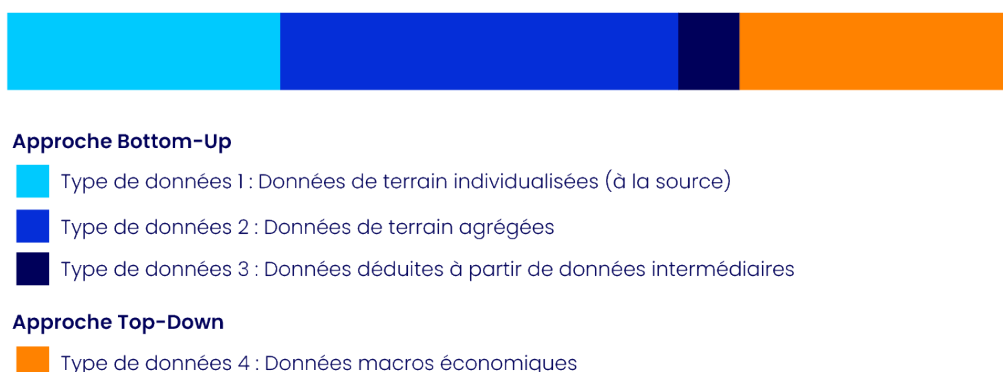 Approche Bottom-Up
Type de données 1 : Données de terrain individualisées (à la source)
Type de données 2 : Données de terrain agrégées
Type de données 3 : Données déduites à partir de données intermédiaires
Approche Top-Down
Type de données 4 : Données macros économiques